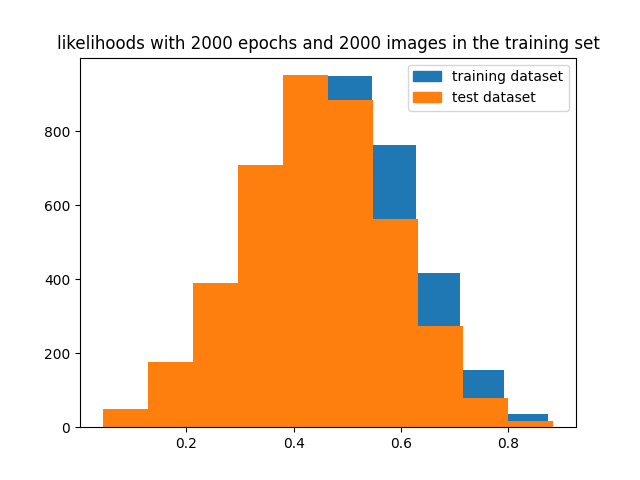 likelihoods with 2000 epochs and 2000 images in the training set
training dataset
test dataset
800
600
400
200
0
0.2 0.4 0.6 0.8